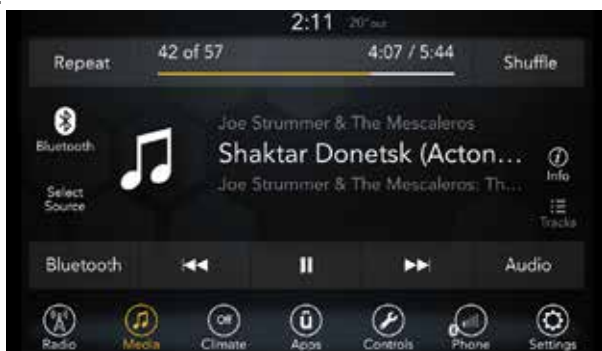 2:11 20° out
Repeat 42 of 57 4:07 / 5:44 Shuffle
Bluetooth
Joe Strummer & The Mescaleros
Shaktar Donetsk (Acton...
Joe Strummer & The Mescaleros: Th...
Info
Select
Source
Tracks
Bluetooth Audio
Radio Media Off Climate ū Apps Controls Phone Settings